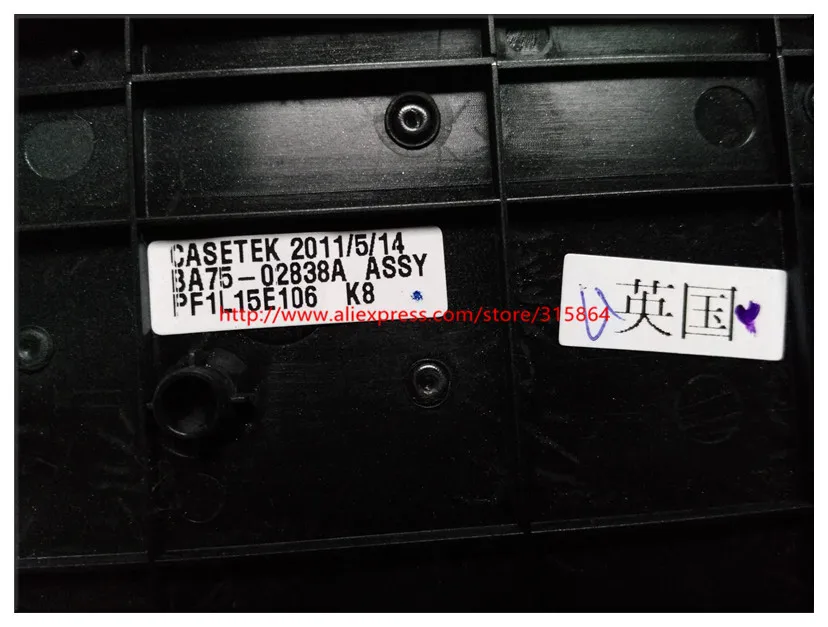 CASETEK 2011/5/14
BA75-02838A ASSY
PF1L15E106 K8
http://www.aliexpress.com/store/315864
英国